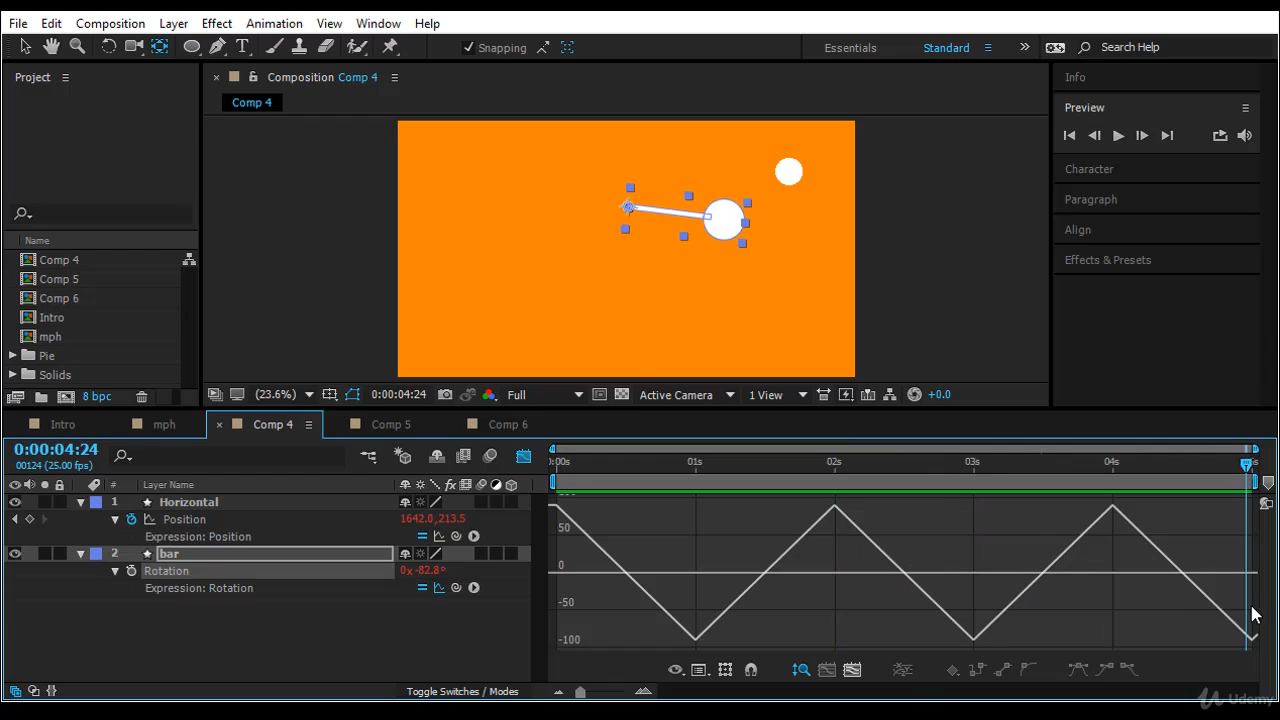 File Edit Composition Layer Effect Animation View Window Help
Snapping Essentials Standard Search Help
Project
Composition Comp 4
Comp 4
Info
Preview
Character
Align
Effects & Presets
Name
Comp 4
Comp 5
Comp 6
Intro
mph
Pie
Solids
8 bpc
(23.6%) 0:00:04:24 Full Active Camera 1 View +0.0
Intro mph Comp 4 Comp 5 Comp 6
0:00:04:24
00124 (25.00 fps)
# Layer Name
:00s 01s 02s 03s 04s
1 Horizontal
Position 1642.0,213.5
Expression: Position
2 bar
Rotation 0x -82.8°
Expression: Rotation
50
0
-50
-100
Toggle Switches / Modes
Udemy